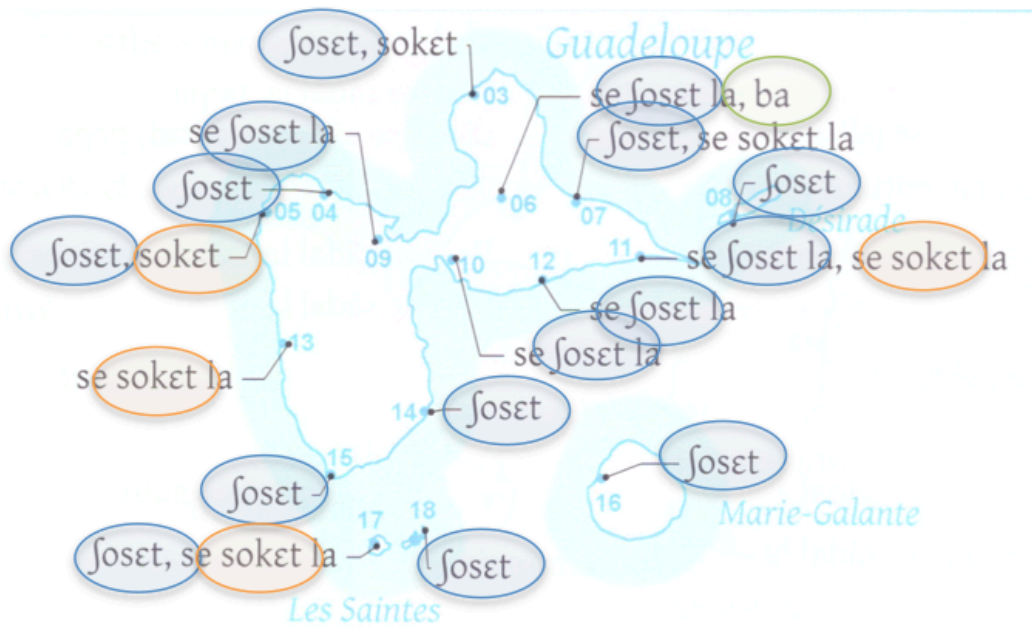 ʃosɛt, sokɛt
Guadeloupe
03
se ʃosɛt la, ba
se ʃosɛt la
ʃosɛt, se sokɛt la
ʃosɛt
ʃosɛt
05
04
06
07
08
Désirade
ʃosɛt, sokɛt
09
10
12
11
se ʃosɛt la, se sokɛt la
se ʃosɛt la
13
se ʃosɛt la
se sokɛt la
14
ʃosɛt
15
ʃosɛt
ʃosɛt
16
Marie-Galante
17
18
ʃosɛt, se sokɛt la
ʃosɛt
Les Saintes